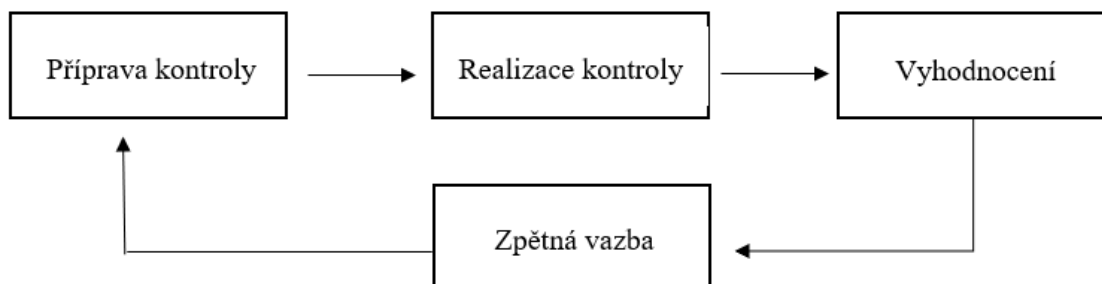 Příprava kontroly
Realizace kontroly
Vyhodnocení
Zpětná vazba